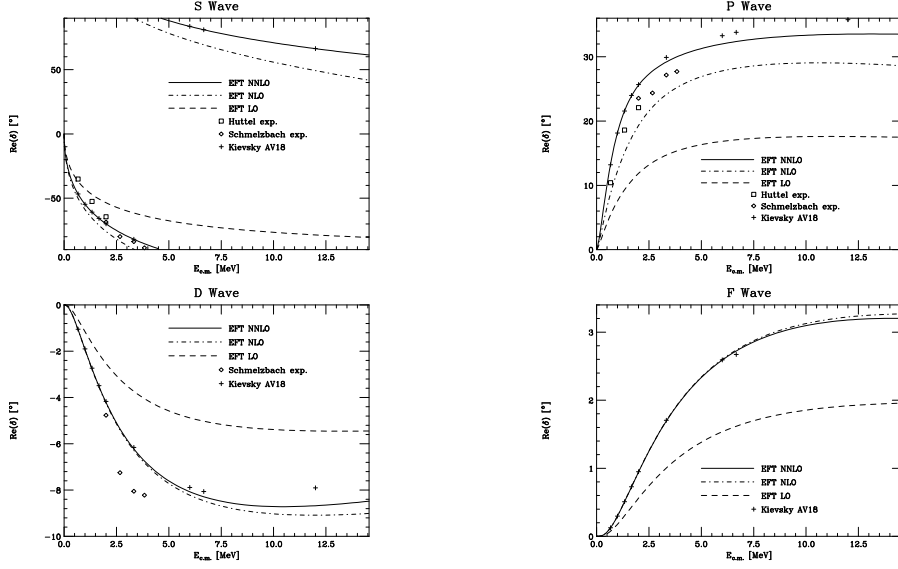 S Wave
50
0
−50
Re(δ) [°]
EFT NNLO
EFT NLO
EFT LO
Huttel exp.
Schmelzbach exp.
Kievsky AV18
0.0 2.5 5.0 7.5 10.0 12.5
E_c.m. [MeV]
P Wave
30
20
10
0
Re(δ) [°]
EFT NNLO
EFT NLO
EFT LO
Huttel exp.
Schmelzbach exp.
Kievsky AV18
0.0 2.5 5.0 7.5 10.0 12.5
E_c.m. [MeV]
D Wave
0
−2
−4
−6
−8
−10
Re(δ) [°]
EFT NNLO
EFT NLO
EFT LO
Schmelzbach exp.
Kievsky AV18
0.0 2.5 5.0 7.5 10.0 12.5
E_c.m. [MeV]
F Wave
3
2
1
0
Re(δ) [°]
EFT NNLO
EFT NLO
EFT LO
Kievsky AV18
0.0 2.5 5.0 7.5 10.0 12.5
E_c.m. [MeV]